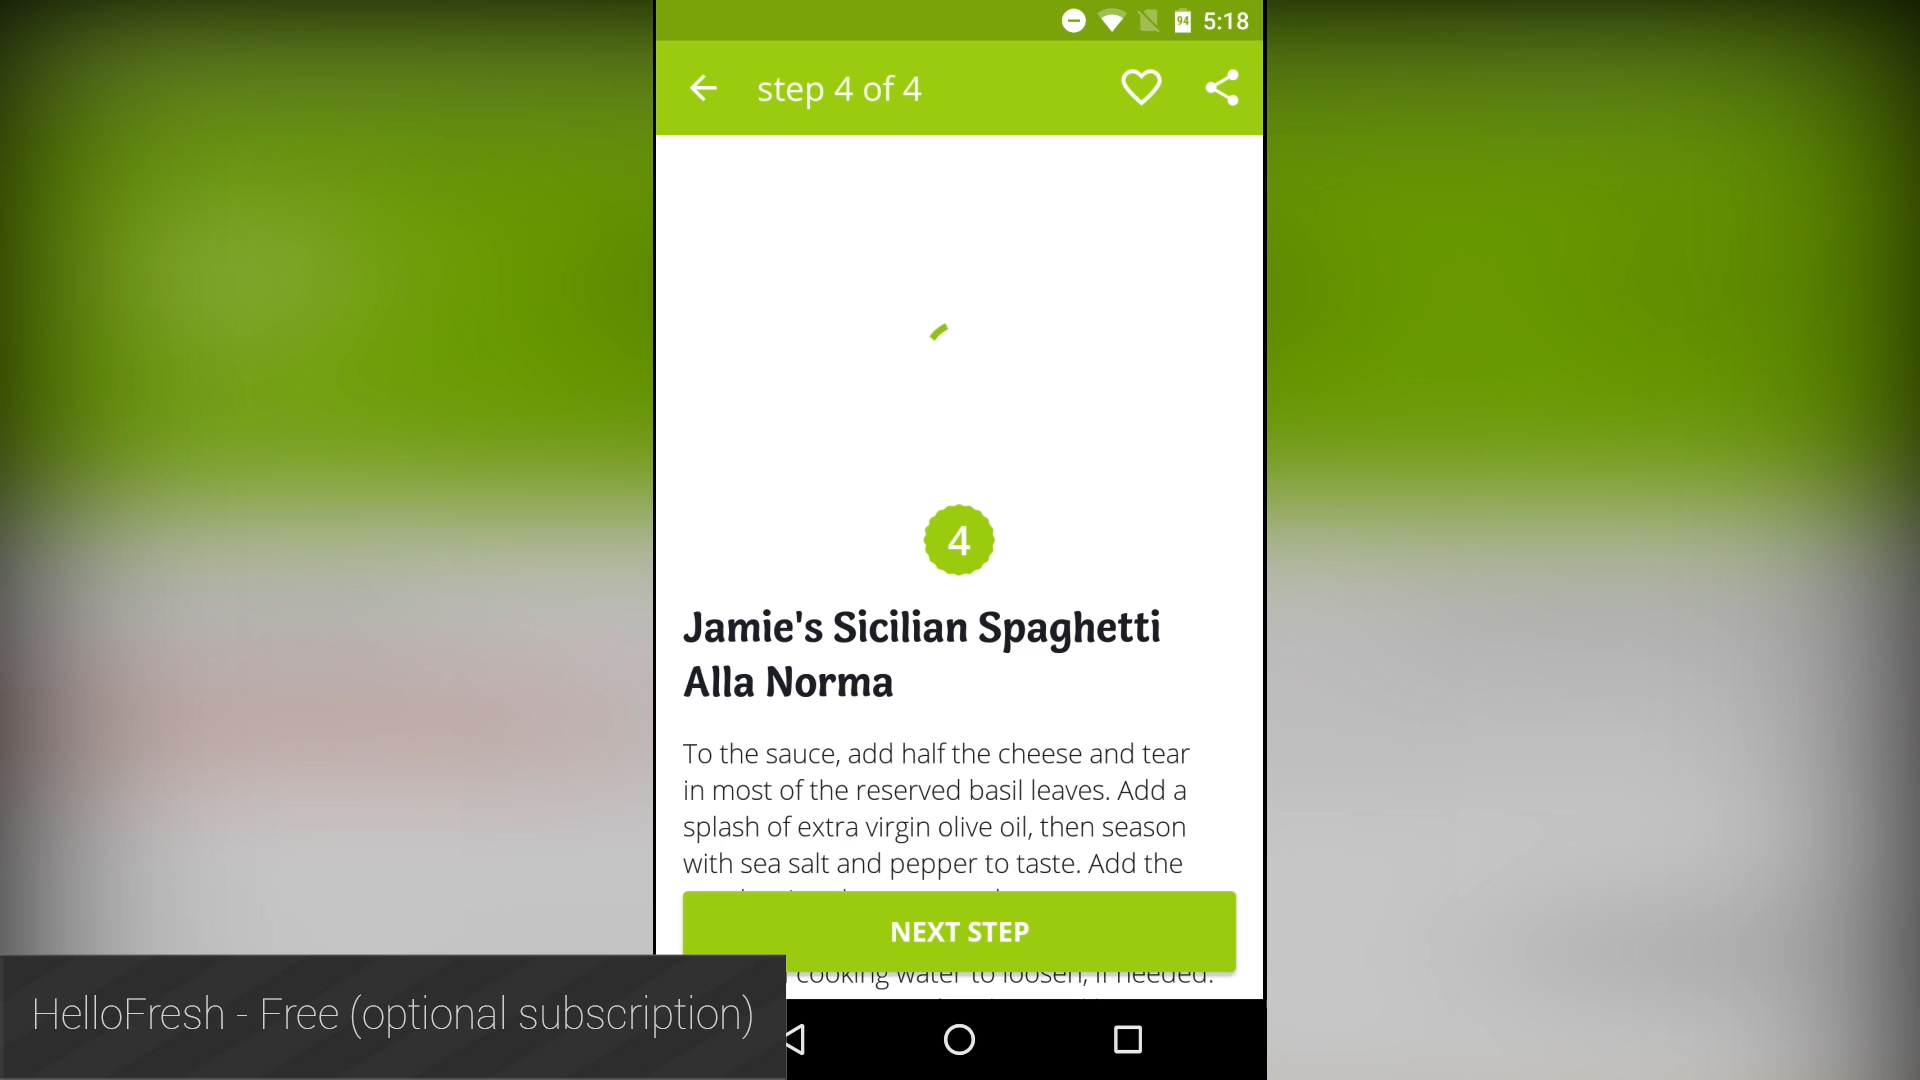 94 5:18
step 4 of 4
4
Jamie's Sicilian Spaghetti
Alla Norma
To the sauce, add half the cheese and tear
in most of the reserved basil leaves. Add a
splash of extra virgin olive oil, then season
with sea salt and pepper to taste. Add the
NEXT STEP
cooking water to loosen, if needed.
HelloFresh - Free (optional subscription)